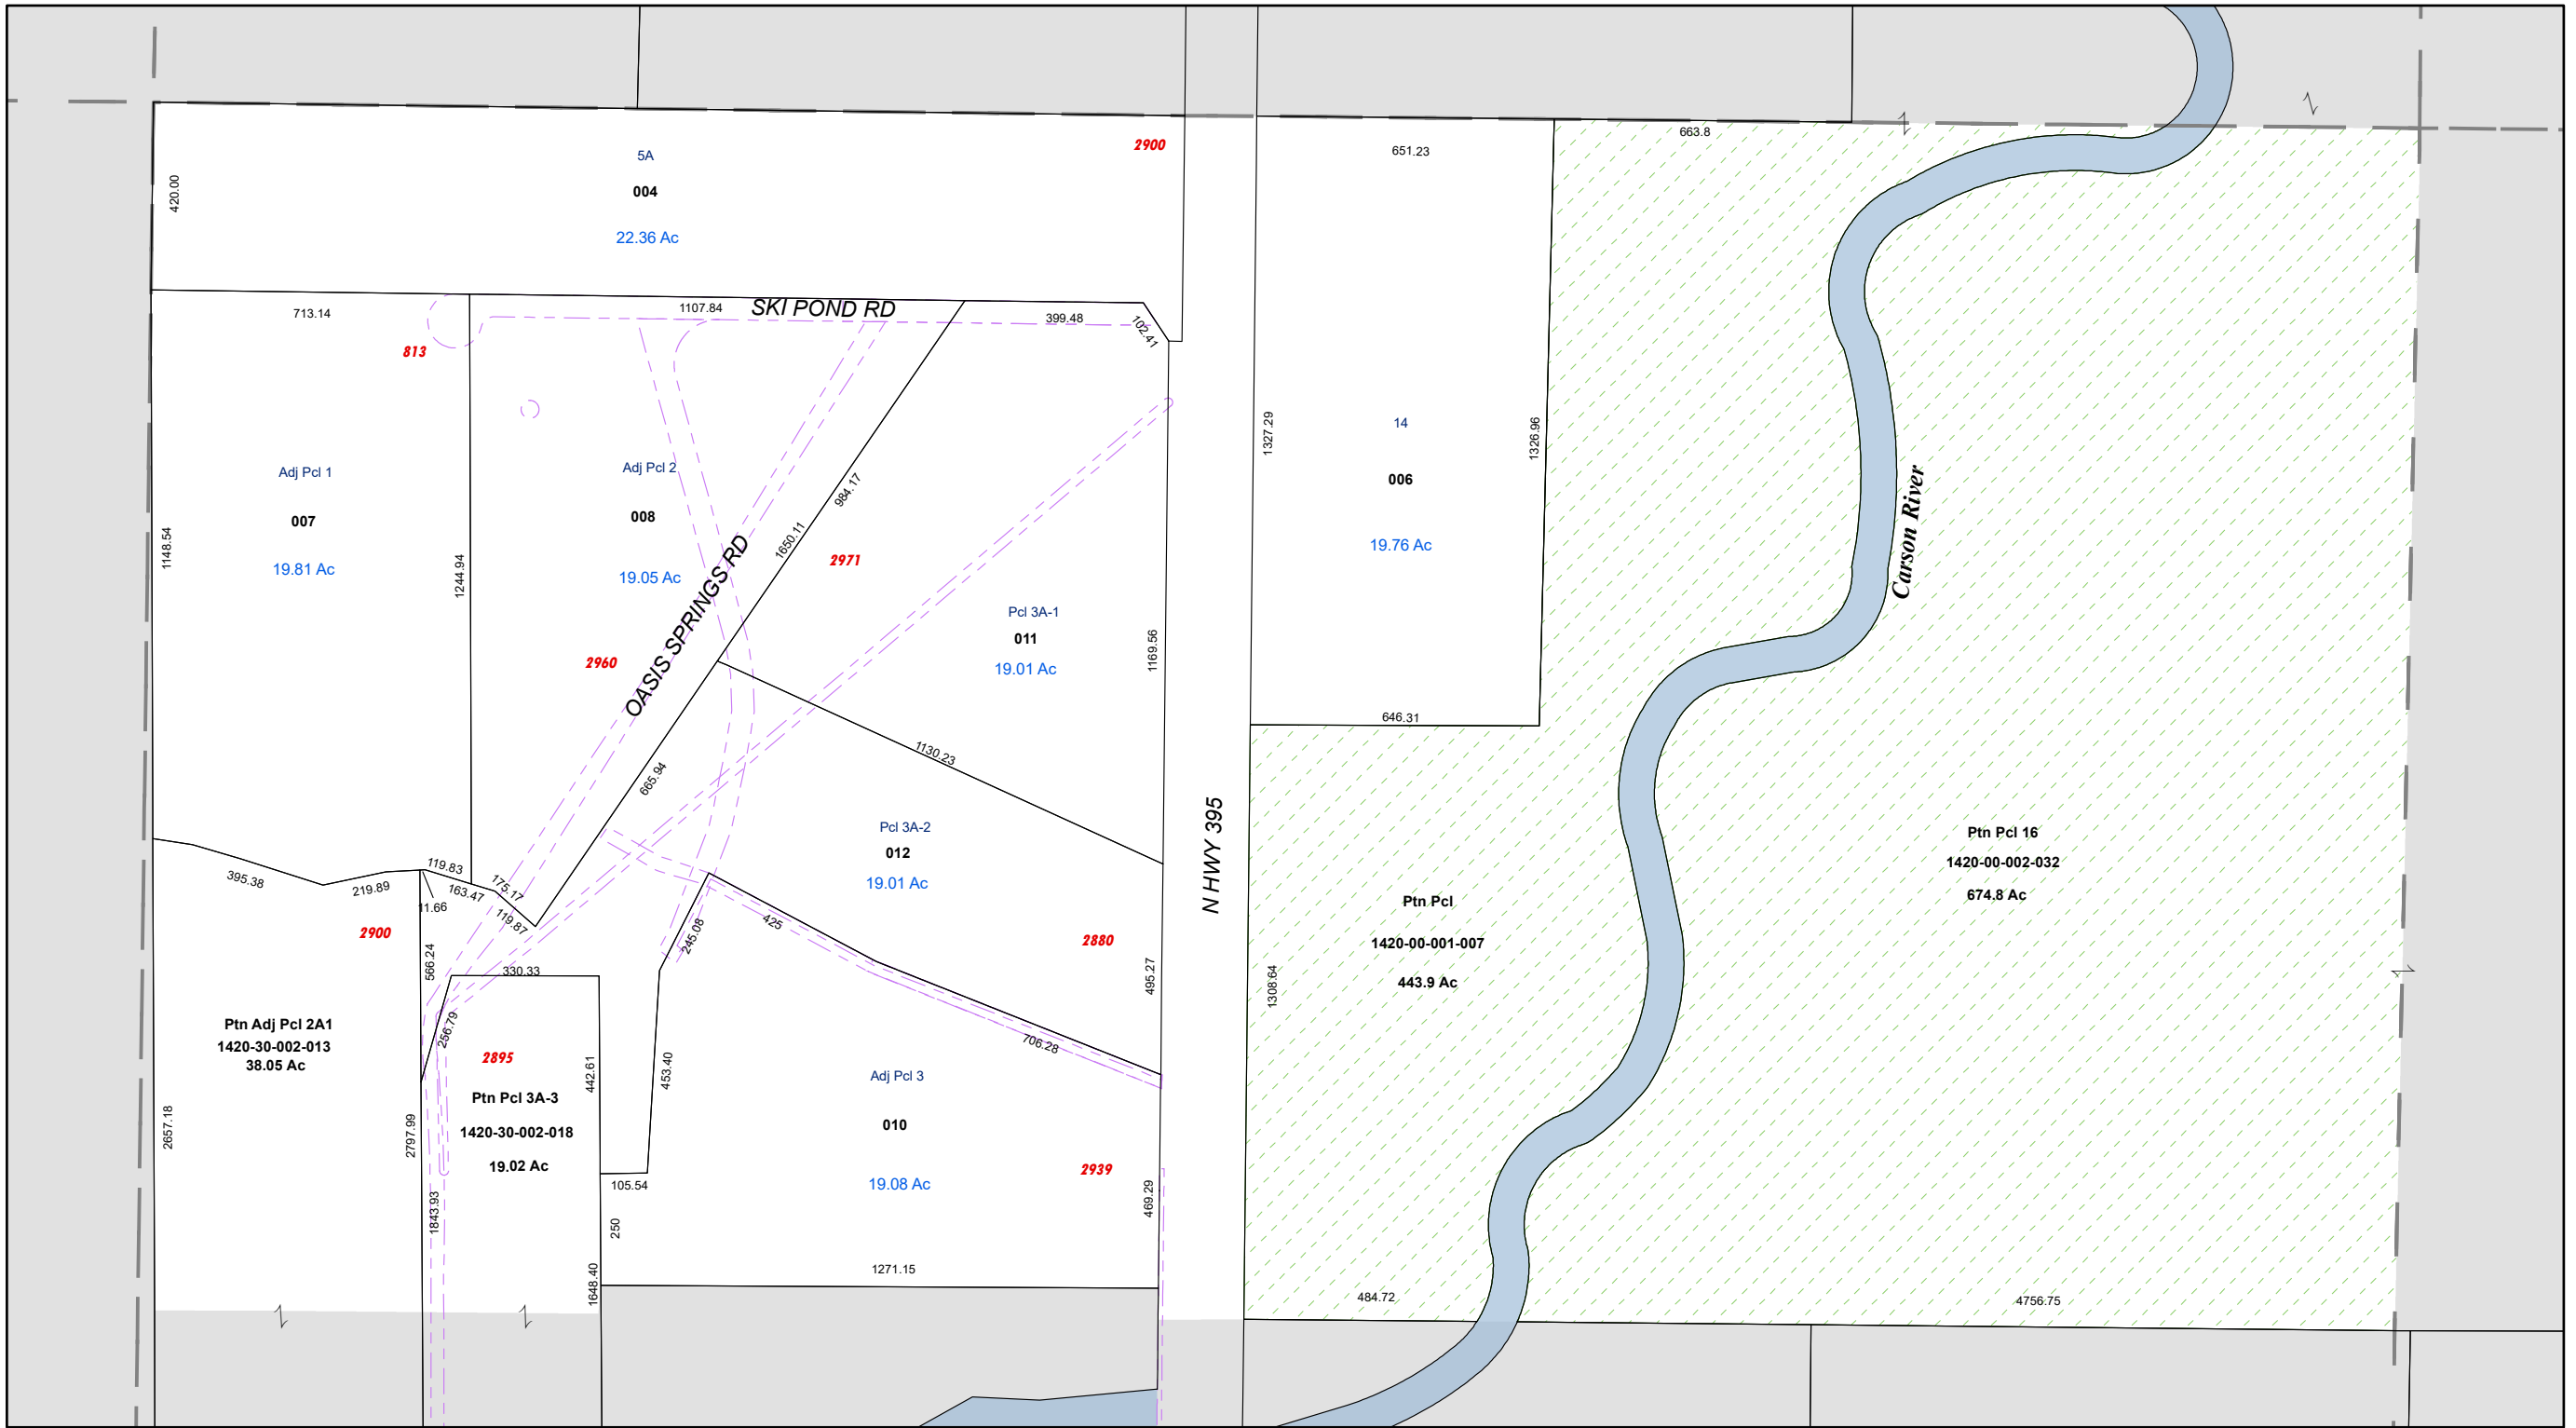 663.8
2900
651.23
5A
004
420.00
22.36 Ac
SKI POND RD
1107.84
713.14
399.48
102.41
813
14
1327.29
1326.96
006
19.76 Ac
Adj Pcl 1
007
19.81 Ac
1148.54
1244.94
Adj Pcl 2
008
19.05 Ac
984.17
1650.11
2971
OASIS SPRINGS RD
2960
Pcl 3A-1
011
19.01 Ac
1169.56
Carson River
646.31
1130.23
665.94
N HWY 395
Pcl 3A-2
012
19.01 Ac
Ptn Pcl 16
1420-00-002-032
674.8 Ac
Ptn Pcl
1420-00-001-007
443.9 Ac
395.38
219.89
119.83
163.47
175.17
11.66
119.87
2900
566.24
245.08
425
2880
495.27
1308.64
330.33
256.79
Ptn Adj Pcl 2A1
1420-30-002-013
38.05 Ac
2895
442.61
453.40
706.28
Ptn Pcl 3A-3
1420-30-002-018
19.02 Ac
Adj Pcl 3
010
19.08 Ac
2939
2657.18
2797.99
1843.93
105.54
250
469.29
1271.15
1648.40
484.72
4756.75